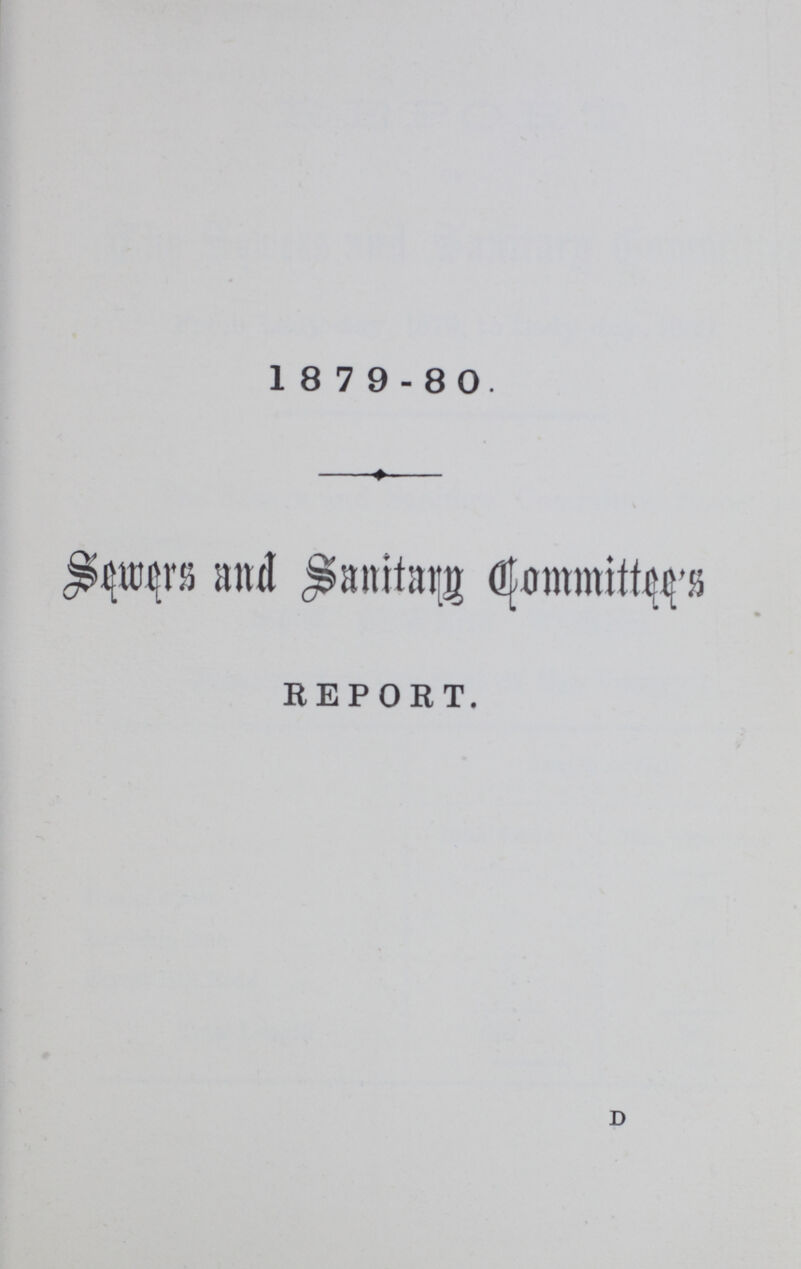 1879-80.
Sewers and Sanitary Committee's
REPORT.
D